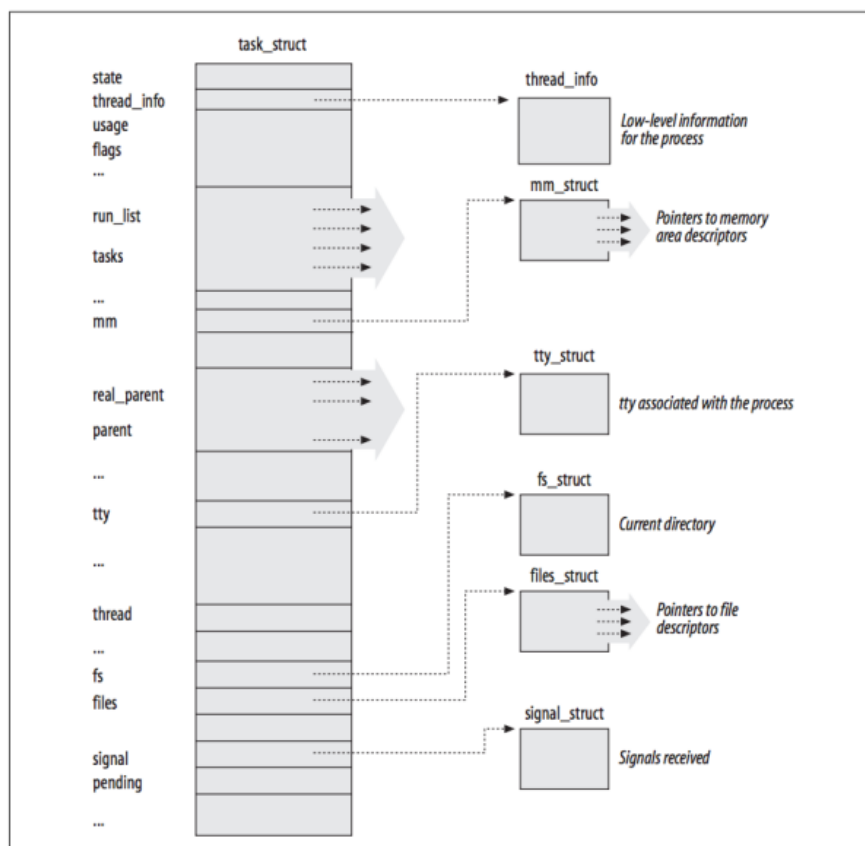 task_struct
state
thread_info
usage
flags
...
run_list
tasks
...
mm
real_parent
parent
...
tty
...
thread
...
fs
files
signal
pending
...
thread_info
Low-level information
for the process
mm_struct
Pointers to memory
area descriptors
tty_struct
tty associated with the process
fs_struct
Current directory
files_struct
Pointers to file
descriptors
signal_struct
Signals received